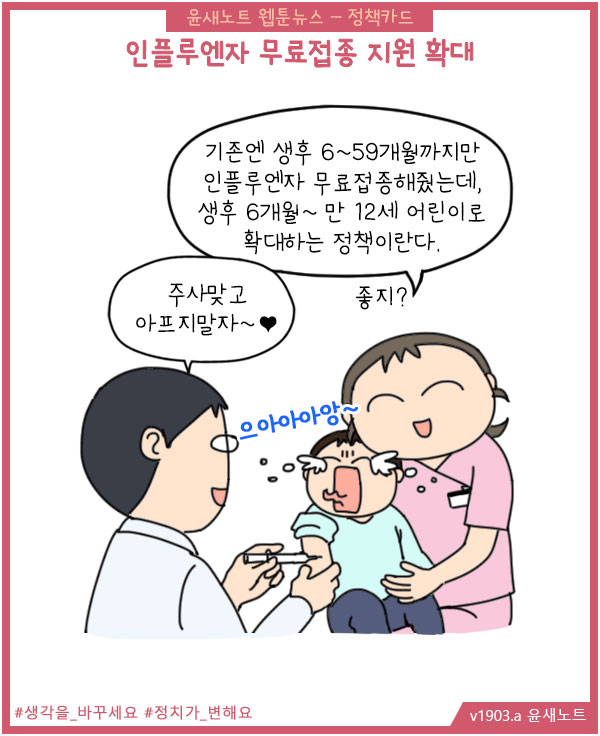 윤새노트 웹툰뉴스 - 정책카드
인플루엔자 무료접종 지원 확대
기존엔 생후 6~59개월까지만
인플루엔자 무료접종해줬는데,
생후 6개월~ 만 12세 어린이로
확대하는 정책이란다.
좋지?
주사맞고
아프지말자~♥
으아아아앙~
#생각을_바꾸세요 #정치가_변해요
v1903.a 윤새노트